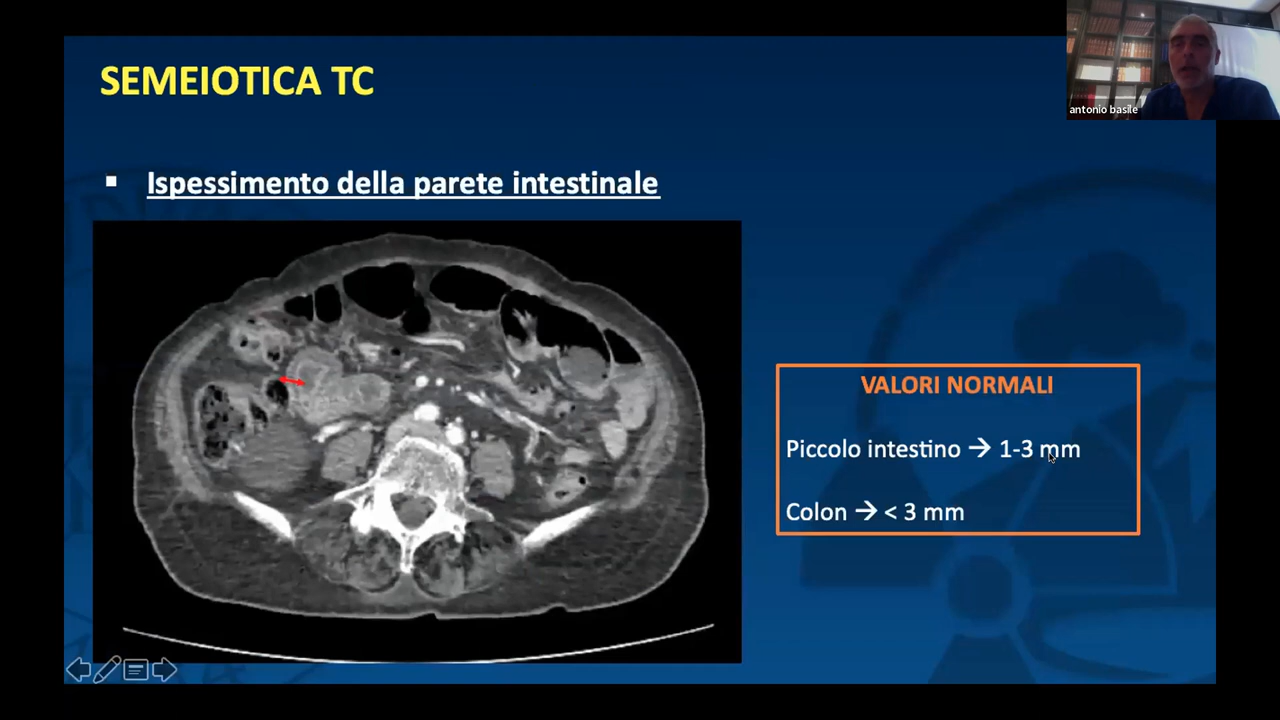 SEMEIOTICA TC
antonio basile
▪ Ispessimento della parete intestinale
VALORI NORMALI
Piccolo intestino → 1-3 mm
Colon → < 3 mm